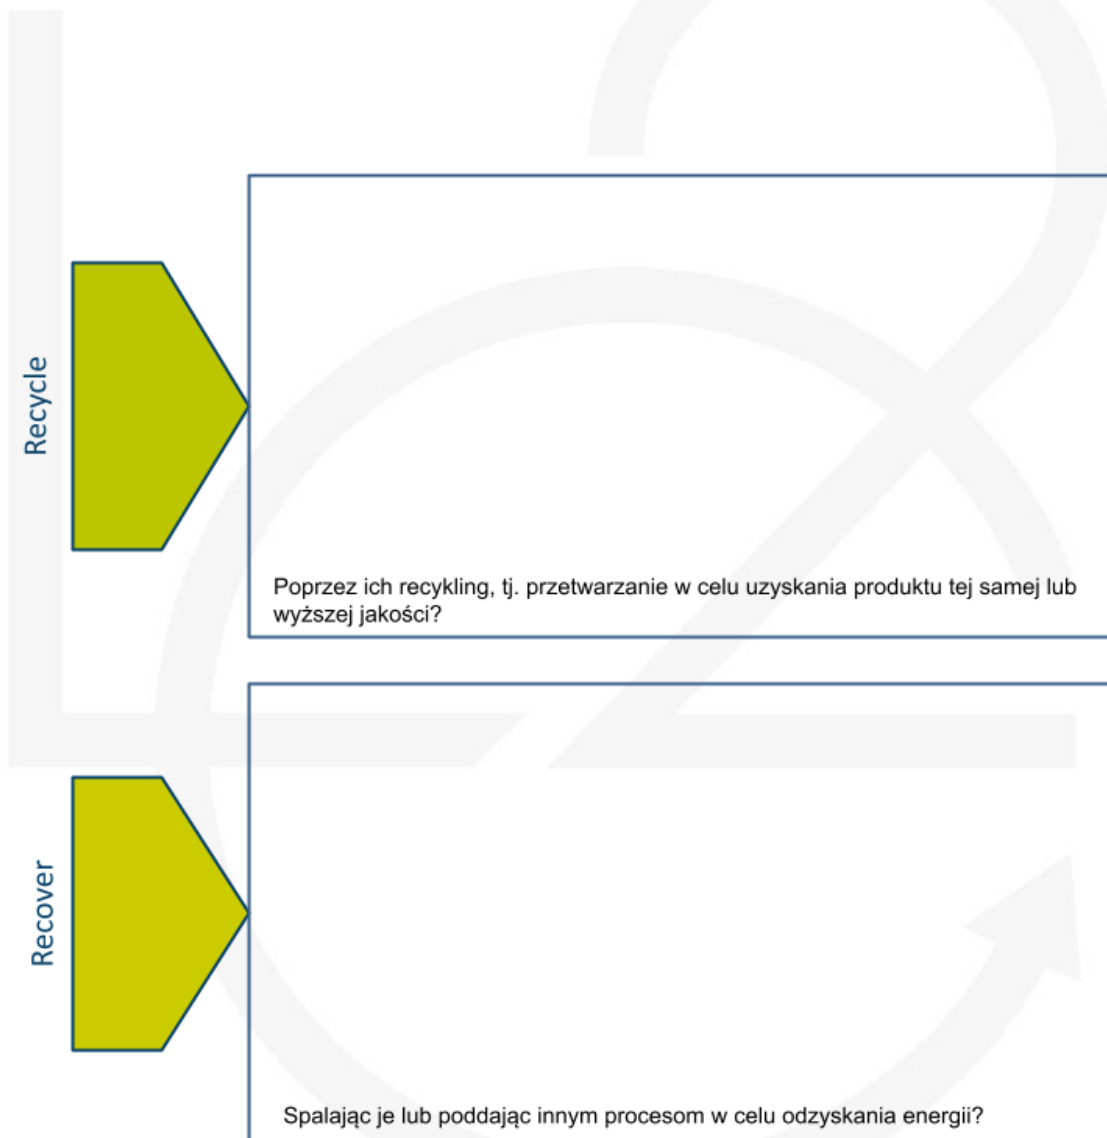 Recycle
Poprzez ich recykling, tj. przetwarzanie w celu uzyskania produktu tej samej lub
wyższej jakości?
Recover
Spalając je lub poddając innym procesom w celu odzyskania energii?